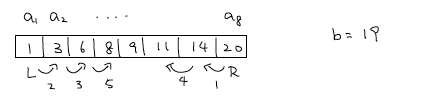 a₁ a₂ .... a₈
1 | 3 | 6 | 8 | 9 | 11 | 14 | 20
b = 19
L R
2 3 5 4 1